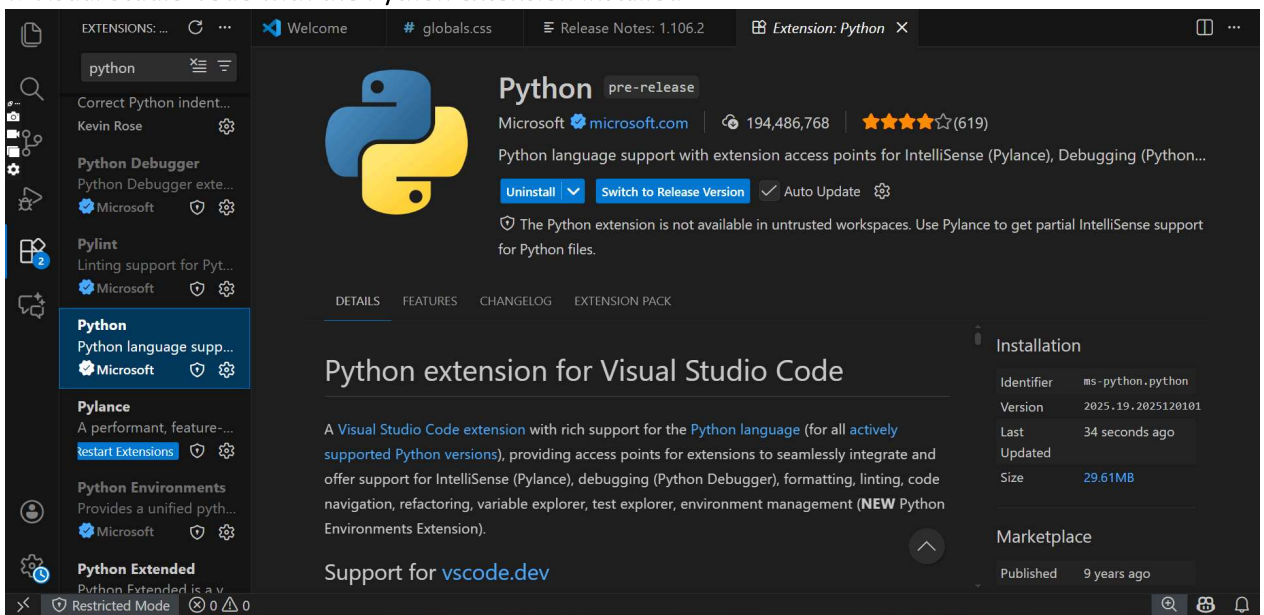 EXTENSIONS: ...
python
Correct Python indent...
Kevin Rose
Python Debugger
Python Debugger exte...
Microsoft
Pylint
Linting support for Pyt...
Microsoft
Python
Python language supp...
Microsoft
Pylance
A performant, feature-...
Restart Extensions
Python Environments
Provides a unified pyth...
Microsoft
Python Extended
Python Extended is a v
2
Welcome
# globals.css
Release Notes: 1.106.2
Extension: Python
Python pre-release
Microsoft microsoft.com 194,486,768 (619)
Python language support with extension access points for IntelliSense (Pylance), Debugging (Python...
Uninstall Switch to Release Version Auto Update
The Python extension is not available in untrusted workspaces. Use Pylance to get partial IntelliSense support
for Python files.
DETAILS FEATURES CHANGELOG EXTENSION PACK
Python extension for Visual Studio Code
A Visual Studio Code extension with rich support for the Python language (for all actively
supported Python versions), providing access points for extensions to seamlessly integrate and
offer support for IntelliSense (Pylance), debugging (Python Debugger), formatting, linting, code
navigation, refactoring, variable explorer, test explorer, environment management (NEW Python
Environments Extension).
Support for vscode.dev
Installation
Identifier ms-python.python
Version 2025.19.2025120101
Last 34 seconds ago
Updated
Size 29.61MB
Marketplace
Published 9 years ago
Restricted Mode 0 0